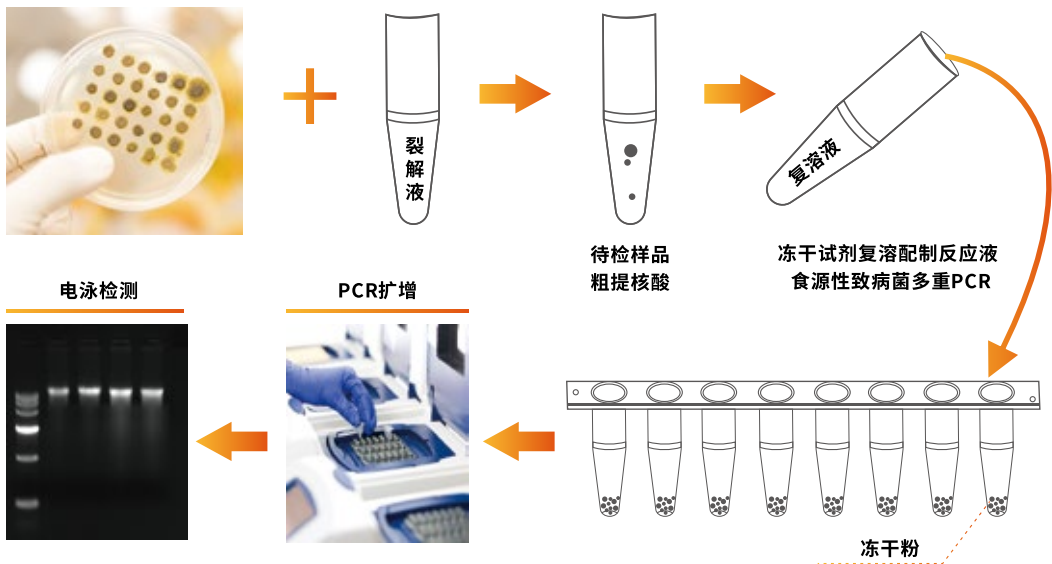 裂解液
复溶液
待检样品
粗提核酸
冻干试剂复溶配制反应液
食源性致病菌多重PCR
电泳检测
PCR扩增
冻干粉